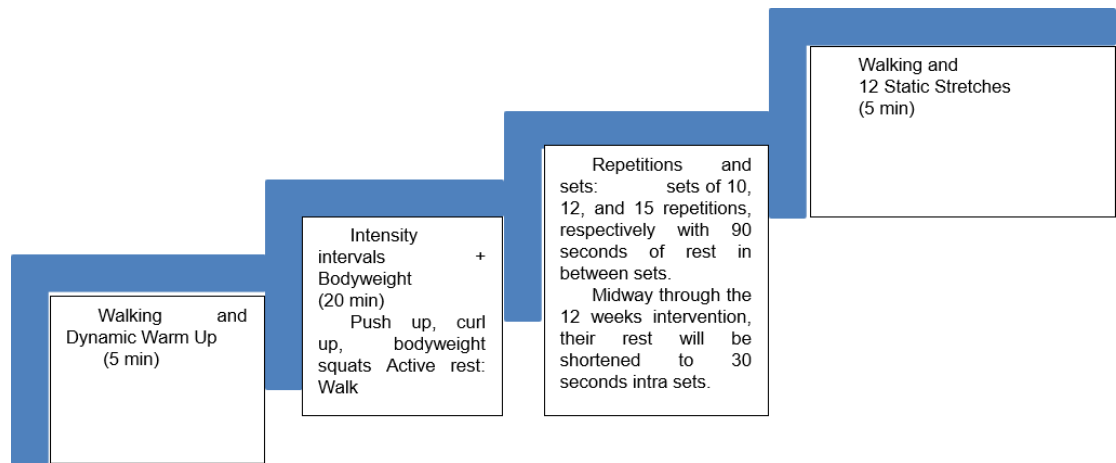 Walking and
Dynamic Warm Up
(5 min)
Intensity
intervals +
Bodyweight
(20 min)
Push up, curl
up, bodyweight
squats Active rest:
Walk
Repetitions and
sets: sets of 10,
12, and 15 repetitions,
respectively with 90
seconds of rest in
between sets.
Midway through the
12 weeks intervention,
their rest will be
shortened to 30
seconds intra sets.
Walking and
12 Static Stretches
(5 min)